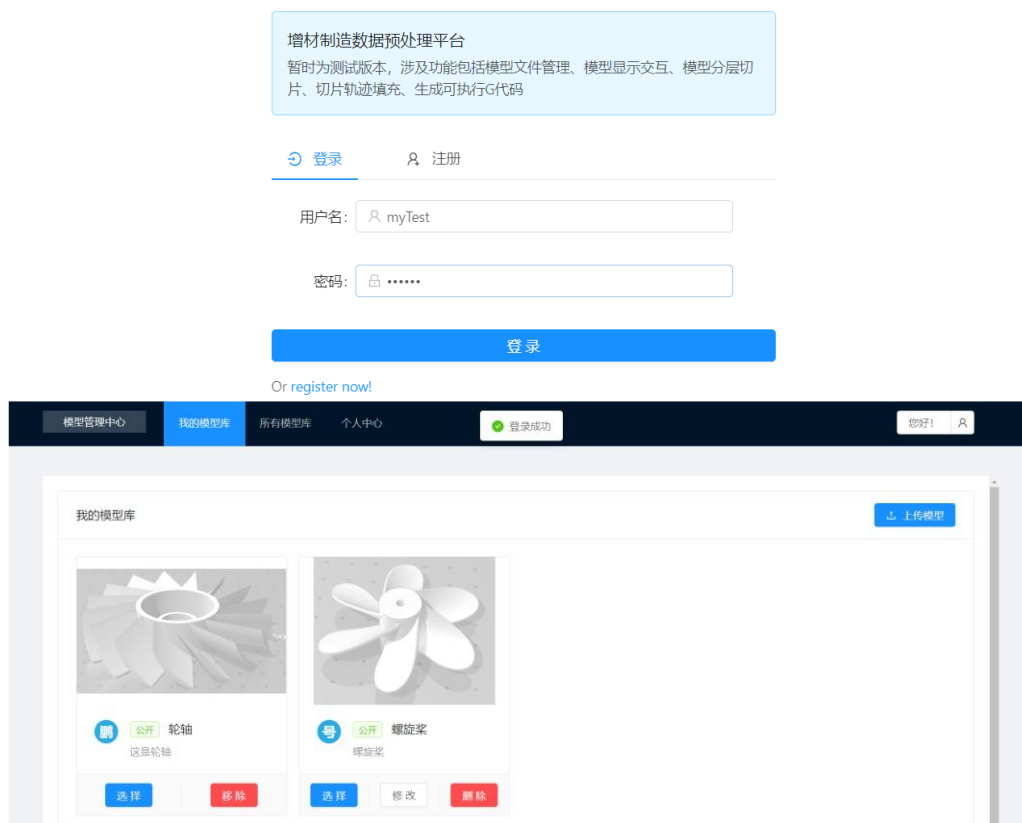 增材制造数据预处理平台
暂时为测试版本，涉及功能包括模型文件管理、模型显示交互、模型分层切
片、切片轨迹填充、生成可执行G代码
登录 注册
用户名: myTest
密码: ••••••
登 录
Or register now!
模型管理中心 我的模型库 所有模型库 个人中心 登录成功 您好!
我的模型库 上传模型
鹏 公开 轮轴
这是轮轴
选 择 移 除
号 公开 螺旋桨
螺旋桨
选 择 修 改 删 除